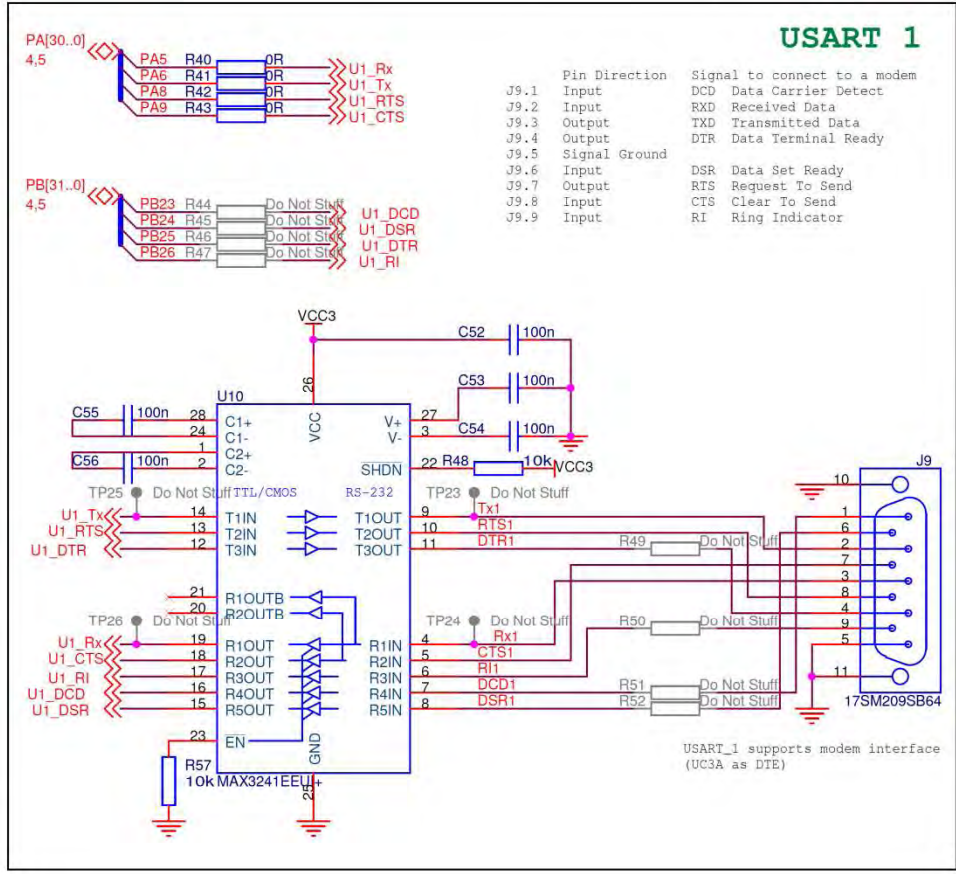 USART 1
PA[30..0]
4,5
PA5 R40 0R U1_Rx
PA6 R41 U1_Tx
PA8 R42 U1_RTS
PA9 R43 0R U1_CTS
Pin Direction Signal to connect to a modem
J9.1 Input DCD Data Carrier Detect
J9.2 Input RXD Received Data
J9.3 Output TXD Transmitted Data
J9.4 Output DTR Data Terminal Ready
J9.5 Signal Ground
J9.6 Input DSR Data Set Ready
J9.7 Output RTS Request To Send
J9.8 Input CTS Clear To Send
J9.9 Input RI Ring Indicator
PB[31..0]
4,5
PB23 R44 Do Not Stuff U1_DCD
PB24 R45 Do Not Stuff U1_DSR
PB25 R46 Do Not Stuff U1_DTR
PB26 R47 Do Not Stuff U1_RI
VCC3
C52 100n
26
U10
VCC
C53 100n
C55 100n 28 C1+ V+ 27
24 C1- V- 3 C54 100n
1 C2+
C56 100n 2 C2- SHDN 22 R48 10k VCC3
J9
10
TP25 Do Not Stuff TTL/CMOS RS-232 TP23 Do Not Stuff
U1_Tx 14 T1IN T1OUT 9 Tx1 1
U1_RTS 13 T2IN T2OUT 10 RTS1 6
U1_DTR 12 T3IN T3OUT 11 DTR1 R49 Do Not Stuff 2
7
3
21 R1OUTB 8
20 R2OUTB 4
TP26 Do Not Stuff TP24 Do Not Stuff R50 Do Not Stuff 9
U1_Rx 19 R1OUT R1IN 4 Rx1 5
U1_CTS 18 R2OUT R2IN 5 CTS1
U1_RI 17 R3OUT R3IN 6 RI1 11
U1_DCD 16 R4OUT R4IN 7 DCD1 R51 Do Not Stuff
U1_DSR 15 R5OUT R5IN 8 DSR1 R52 Do Not Stuff
17SM209SB64
23 EN GND
R57
10k MAX3241EEUI+
25
USART_1 supports modem interface
(UC3A as DTE)